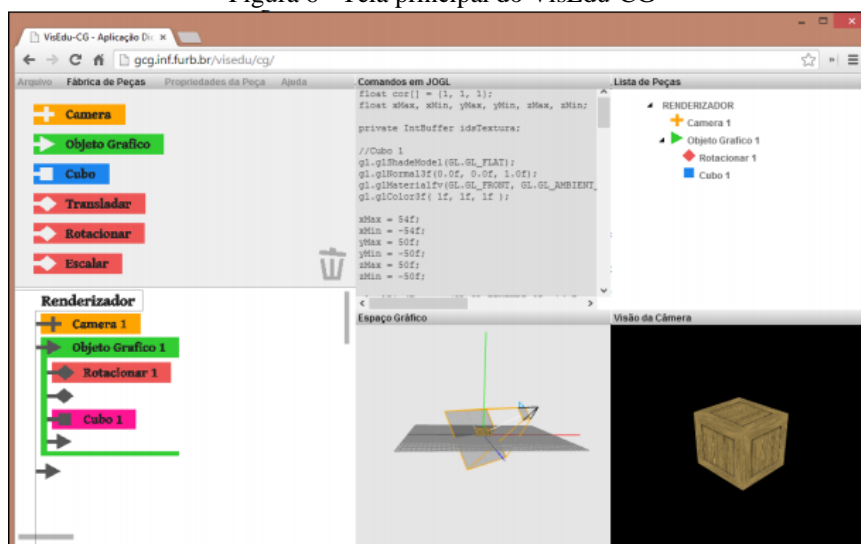 Figura 6 - Tela principal do VisEdu-CG
VisEdu-CG - Aplicação Di
gcg.inf.furb.br/visedu/cg/
Arquivo Fábrica de Peças Propriedades da Peça Ajuda
Camera
Objeto Grafico
Cubo
Transladar
Rotacionar
Escalar
Renderizador
Camera 1
Objeto Grafico 1
Rotacionar 1
Cubo 1
Comandos em JOGL
float cor[] = {1, 1, 1};
float xMax, xMin, yMax, yMin, zMax, zMin;
private IntBuffer idsTextura;
//Cubo 1
gl.glShadeModel(GL.GL_FLAT);
gl.glNormal3f(0.0f, 0.0f, 1.0f);
gl.glMaterialfv(GL.GL_FRONT, GL.GL_AMBIENT_
gl.glColor3f( 1f, 1f, 1f );
xMax = 54f;
xMin = -54f;
yMax = 50f;
yMin = -50f;
zMax = 50f;
zMin = -50f;
Espaço Gráfico
Lista de Peças
RENDERIZADOR
Camera 1
Objeto Grafico 1
Rotacionar 1
Cubo 1
Visão da Câmera